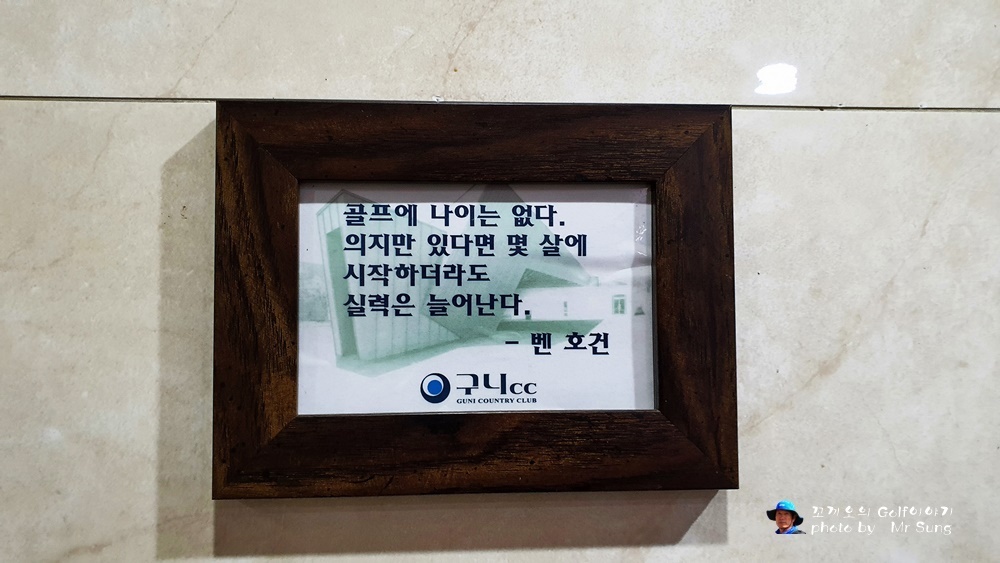 골프에 나이는 없다.
의지만 있다면 몇 살에
시작하더라도
실력은 늘어난다.
- 벤 호건
구니CC
GUNI COUNTRY CLUB
꼬게오의 Golf이야기
photo by Mr Sung